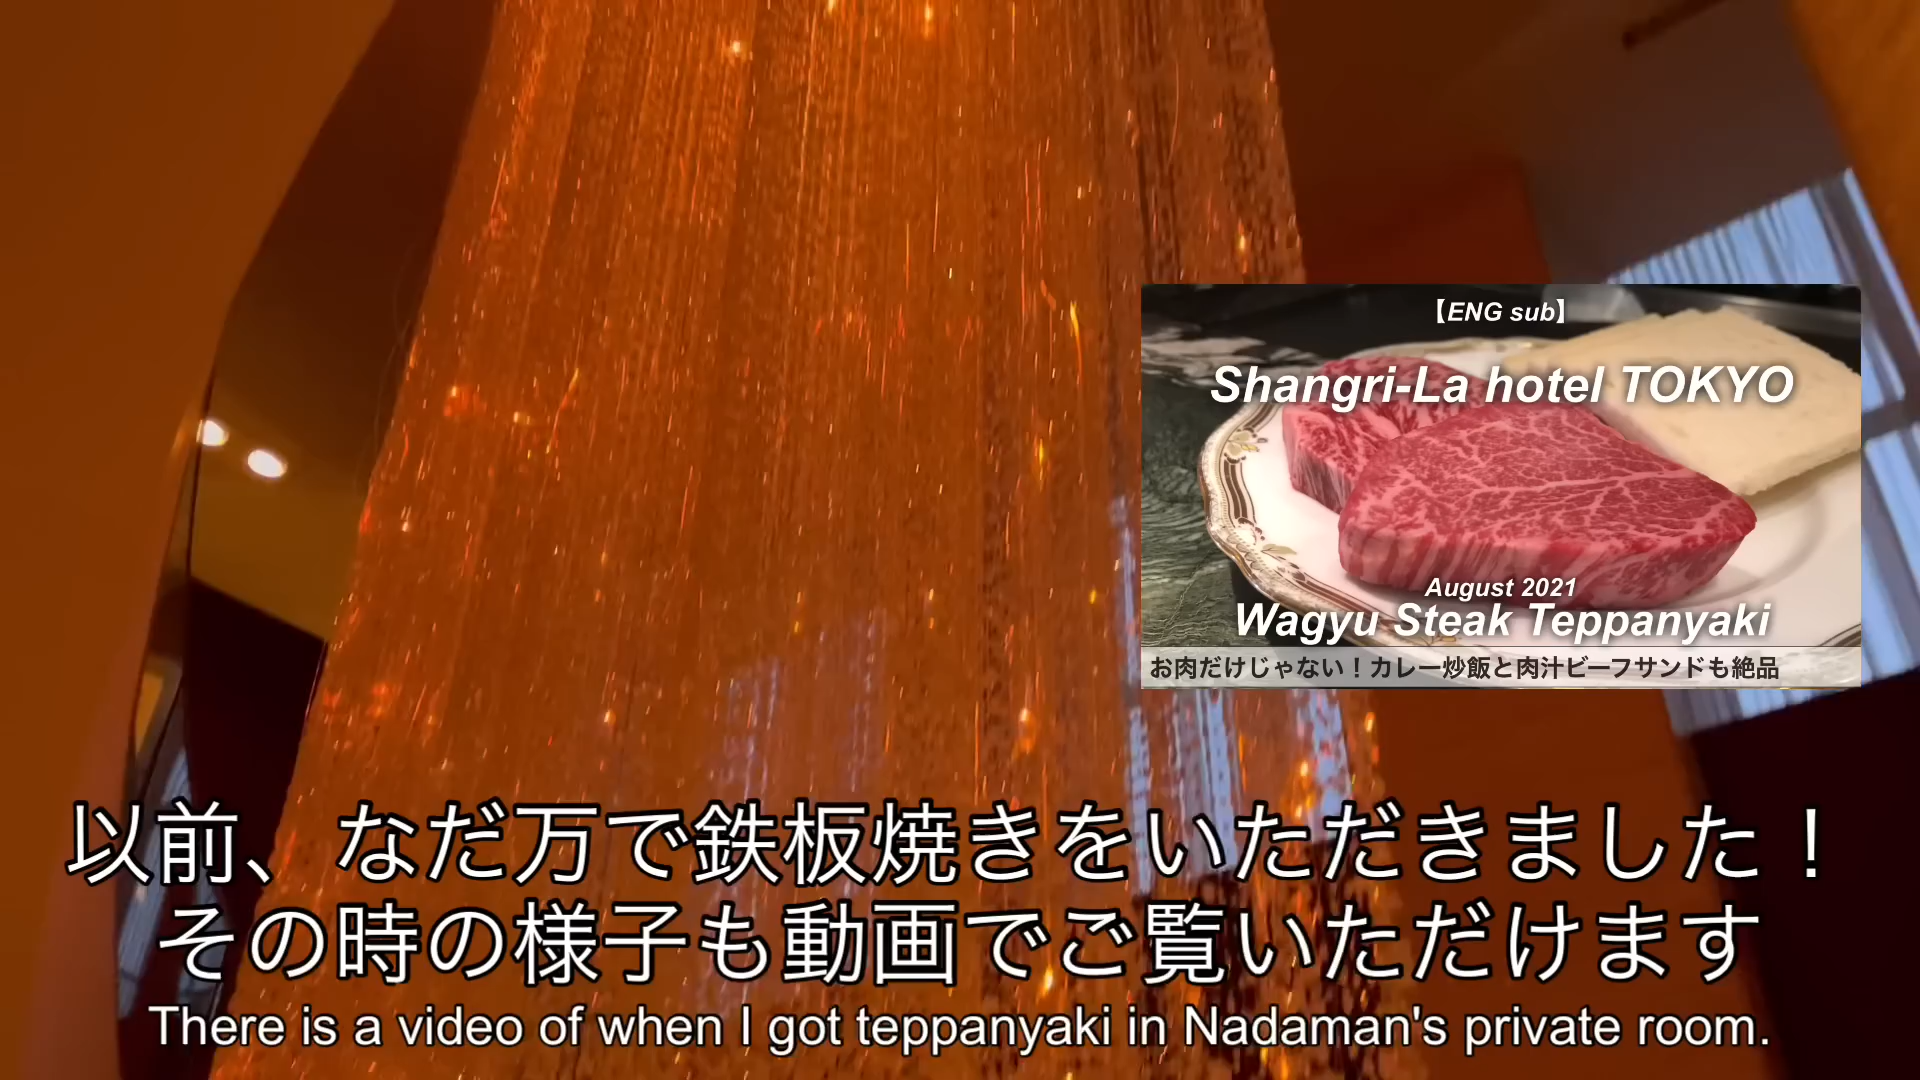 【ENG sub】
Shangri-La hotel TOKYO
August 2021
Wagyu Steak Teppanyaki
お肉だけじゃない！カレー炒飯と肉汁ビーフサンドも絶品
以前、なだ万で鉄板焼きをいただきました！
その時の様子も動画でご覧いただけます
There is a video of when I got teppanyaki in Nadaman's private room.